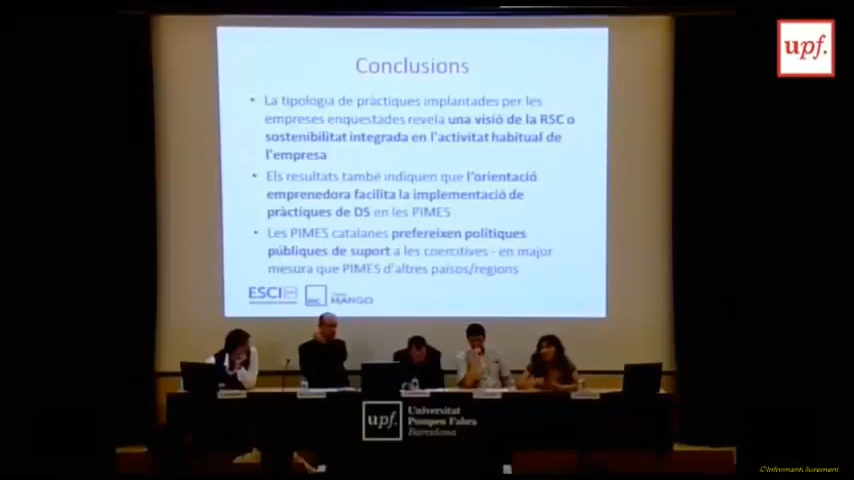 upf.
Conclusions
• La tipologia de pràctiques implantades per les
empreses enquestades revela una visió de la RSC o
sostenibilitat integrada en l'activitat habitual de
l'empresa
• Els resultats també indiquen que l'orientació
emprenedora facilita la implementació de
pràctiques de DS en les PIMES
• Les PIMES catalanes prefereixen polítiques
públiques de suport a les coercitives - en major
mesura que PIMES d'altres països/regions
ESCI
MANGO
upf.
Universitat
Pompeu Fabra
Barcelona